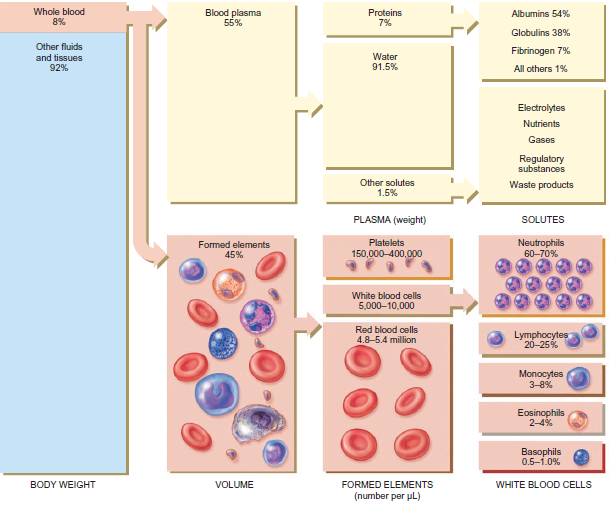 Whole blood
8%
Other fluids
and tissues
92%
BODY WEIGHT
Blood plasma
55%
Formed elements
45%
VOLUME
Proteins
7%
Water
91.5%
Other solutes
1.5%
PLASMA (weight)
Albumins 54%
Globulins 38%
Fibrinogen 7%
All others 1%
Electrolytes
Nutrients
Gases
Regulatory
substances
Waste products
SOLUTES
Platelets
150,000–400,000
White blood cells
5,000–10,000
Red blood cells
4.8–5.4 million
FORMED ELEMENTS
(number per µL)
Neutrophils
60–70%
Lymphocytes
20–25%
Monocytes
3–8%
Eosinophils
2–4%
Basophils
0.5–1.0%
WHITE BLOOD CELLS